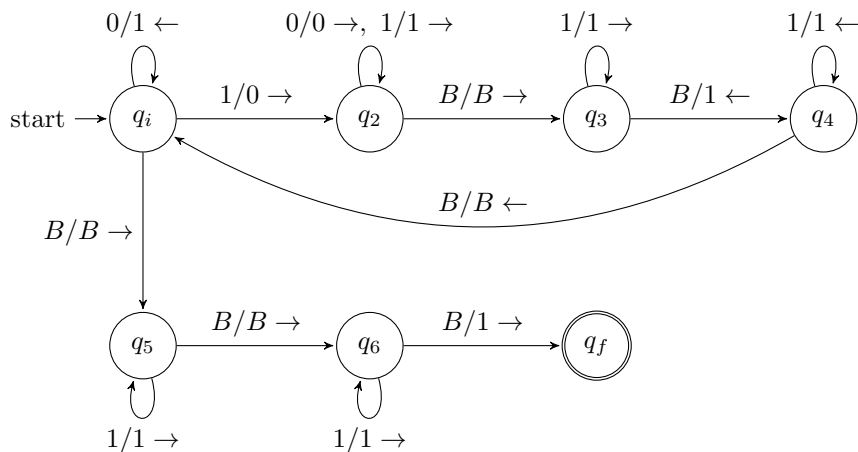 0/1 ←
0/0 →, 1/1 →
1/1 →
1/1 ←
start
q_i
1/0 →
q_2
B/B →
q_3
B/1 ←
q_4
B/B ←
B/B →
q_5
B/B →
q_6
B/1 →
q_f
1/1 →
1/1 →